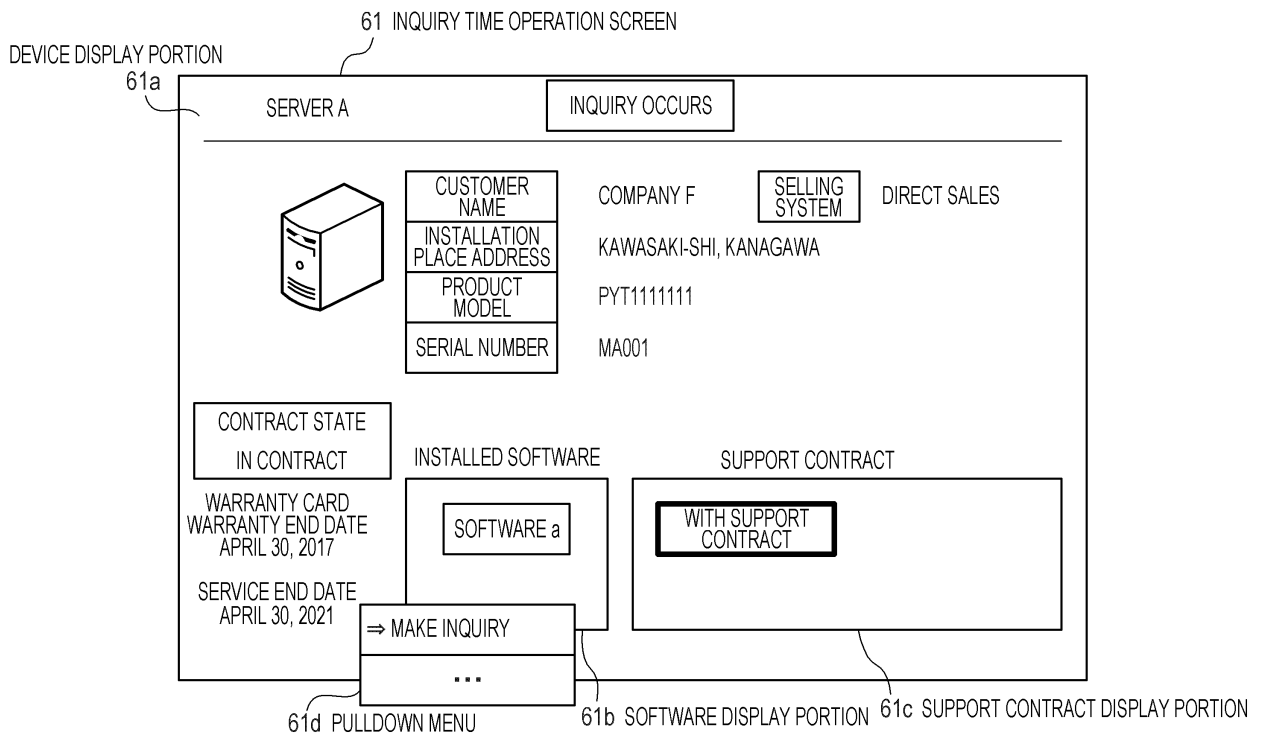 61 INQUIRY TIME OPERATION SCREEN
DEVICE DISPLAY PORTION
61a
SERVER A
INQUIRY OCCURS
CUSTOMER
NAME
COMPANY F
SELLING
SYSTEM
DIRECT SALES
INSTALLATION
PLACE ADDRESS
KAWASAKI-SHI, KANAGAWA
PRODUCT
MODEL
PYT1111111
SERIAL NUMBER
MA001
CONTRACT STATE
IN CONTRACT
WARRANTY CARD
WARRANTY END DATE
APRIL 30, 2017
SERVICE END DATE
APRIL 30, 2021
INSTALLED SOFTWARE
SOFTWARE a
SUPPORT CONTRACT
WITH SUPPORT
CONTRACT
⇒ MAKE INQUIRY
...
61d PULLDOWN MENU
61b SOFTWARE DISPLAY PORTION
61c SUPPORT CONTRACT DISPLAY PORTION